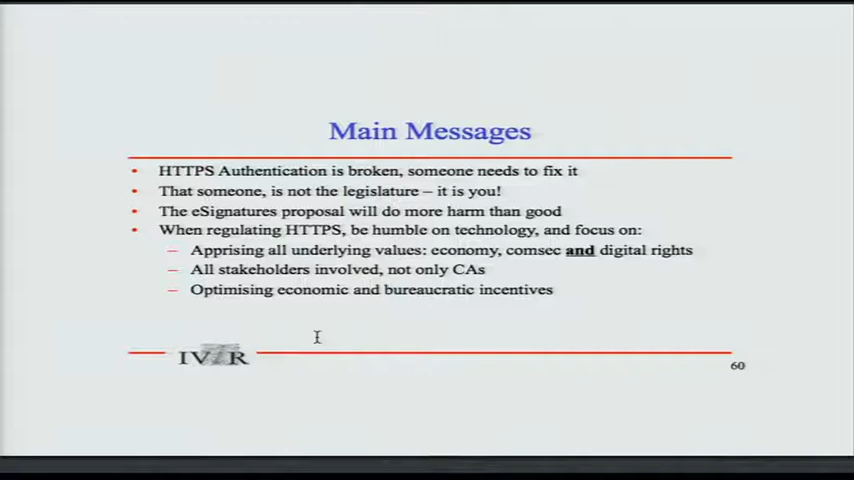 Main Messages
• HTTPS Authentication is broken, someone needs to fix it
• That someone, is not the legislature – it is you!
• The eSignatures proposal will do more harm than good
• When regulating HTTPS, be humble on technology, and focus on:
– Apprising all underlying values: economy, comsec and digital rights
– All stakeholders involved, not only CAs
– Optimising economic and bureaucratic incentives
IViR
60